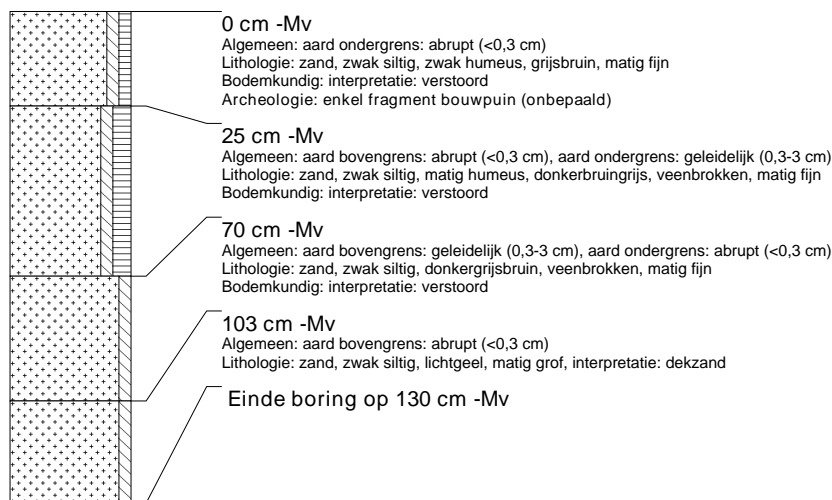 0 cm -Mv
Algemeen: aard ondergrens: abrupt (<0,3 cm)
Lithologie: zand, zwak siltig, zwak humeus, grijsbruin, matig fijn
Bodemkundig: interpretatie: verstoord
Archeologie: enkel fragment bouwpuin (onbepaald)
25 cm -Mv
Algemeen: aard bovengrens: abrupt (<0,3 cm), aard ondergrens: geleidelijk (0,3-3 cm)
Lithologie: zand, zwak siltig, matig humeus, donkerbruingrijs, veenbrokken, matig fijn
Bodemkundig: interpretatie: verstoord
70 cm -Mv
Algemeen: aard bovengrens: geleidelijk (0,3-3 cm), aard ondergrens: abrupt (<0,3 cm)
Lithologie: zand, zwak siltig, donkergrijsbruin, veenbrokken, matig fijn
Bodemkundig: interpretatie: verstoord
103 cm -Mv
Algemeen: aard bovengrens: abrupt (<0,3 cm)
Lithologie: zand, zwak siltig, lichtgeel, matig grof, interpretatie: dekzand
Einde boring op 130 cm -Mv